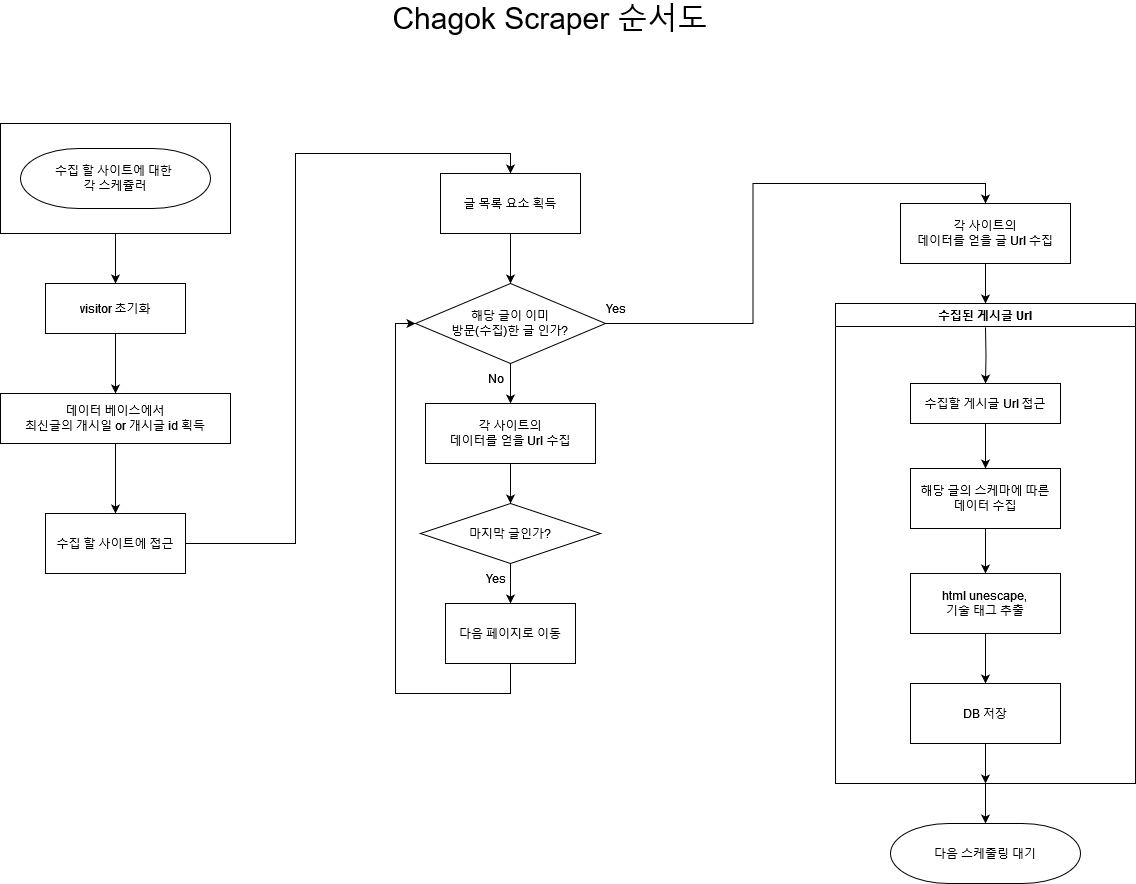 Chagok Scraper 순서도
수집 할 사이트에 대한
각 스케쥴러
visitor 초기화
데이터 베이스에서
최신글의 개시일 or 개시글 id 획득
수집 할 사이트에 접근
글 목록 요소 획득
해당 글이 이미
방문(수집)한 글 인가?
Yes
No
각 사이트의
데이터를 얻을 Url 수집
마지막 글인가?
Yes
다음 페이지로 이동
각 사이트의
데이터를 얻을 글 Url 수집
수집된 게시글 Url
수집할 게시글 Url 접근
해당 글의 스케마에 따른
데이터 수집
html unescape,
기술 태그 추출
DB 저장
다음 스케줄링 대기